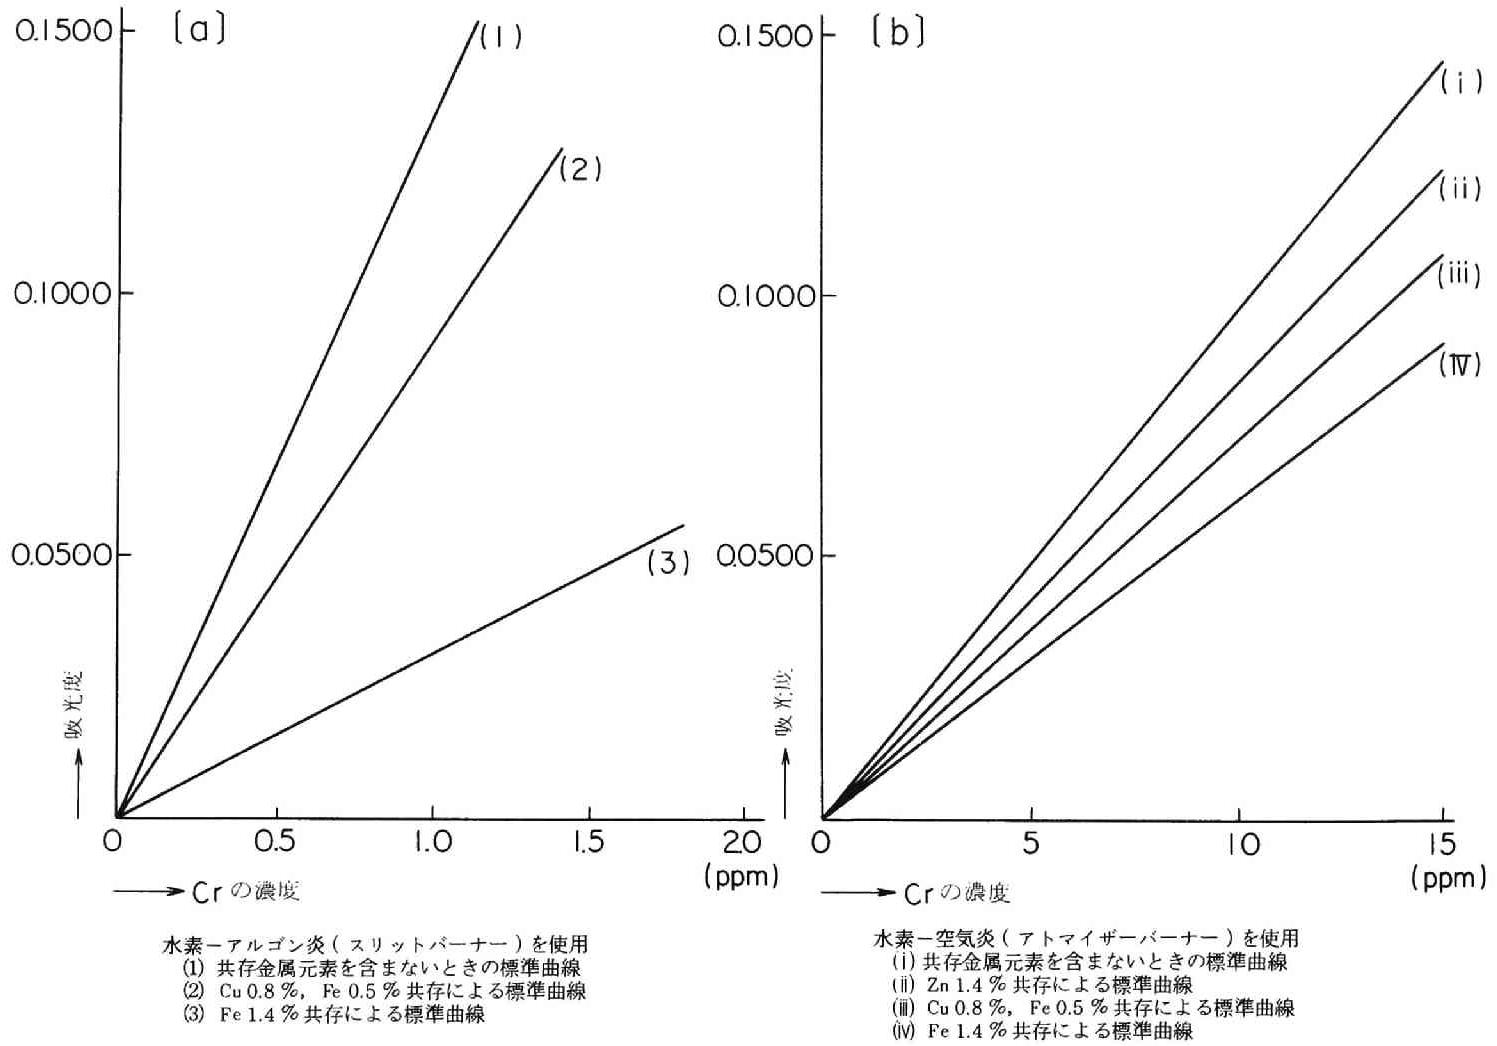 [a]
0.1500
0.1000
0.0500
(1)
(2)
(3)
吸光度
0
0.5
1.0
1.5
2.0
(ppm)
Crの濃度
水素－アルゴン炎(スリットバーナー)を使用
(1) 共存金属元素を含まないときの標準曲線
(2) Cu 0.8％, Fe 0.5％共存による標準曲線
(3) Fe 1.4％共存による標準曲線
[b]
0.1500
0.1000
0.0500
(i)
(ii)
(iii)
(IV)
吸光度
0
5
10
15
(ppm)
Crの濃度
水素－空気炎(アトマイザーバーナー)を使用
(i) 共存金属元素を含まないときの標準曲線
(ii) Zn 1.4％共存による標準曲線
(iii) Cu 0.8％, Fe 0.5％共存による標準曲線
(iv) Fe 1.4％共存による標準曲線